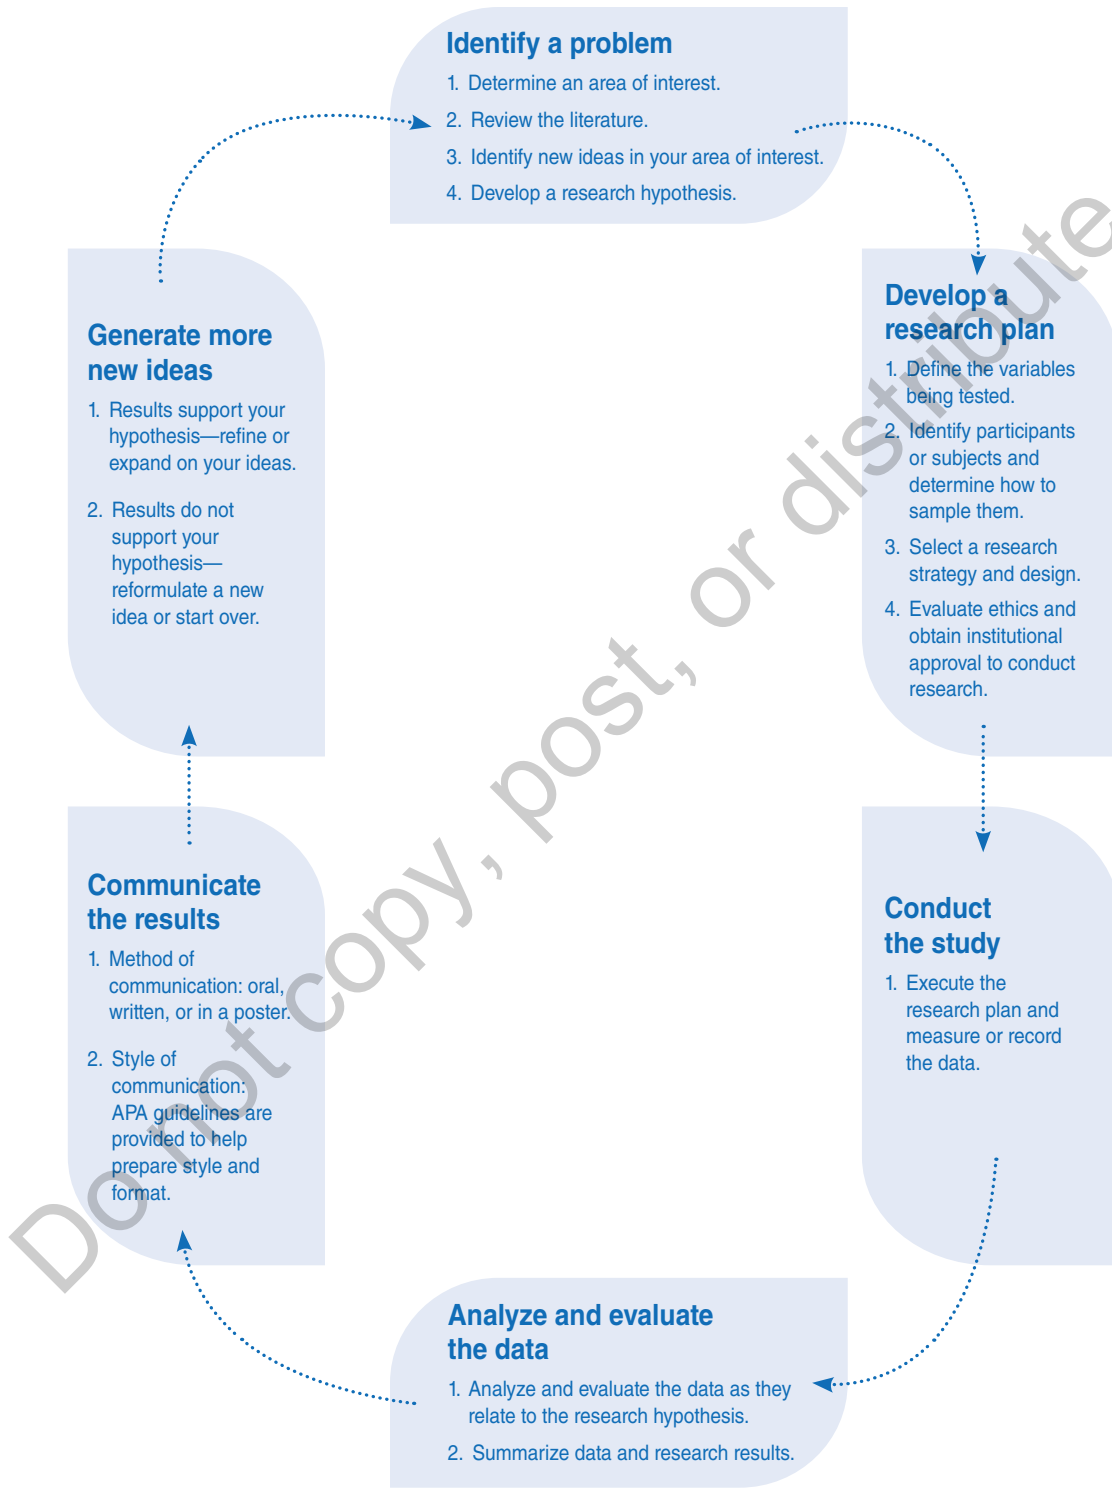 Identify a problem
1. Determine an area of interest.
2. Review the literature.
3. Identify new ideas in your area of interest.
4. Develop a research hypothesis.
Develop a
research plan
1. Define the variables
being tested.
2. Identify participants
or subjects and
determine how to
sample them.
3. Select a research
strategy and design.
4. Evaluate ethics and
obtain institutional
approval to conduct
research.
Conduct
the study
1. Execute the
research plan and
measure or record
the data.
Analyze and evaluate
the data
1. Analyze and evaluate the data as they
relate to the research hypothesis.
2. Summarize data and research results.
Communicate
the results
1. Method of
communication: oral,
written, or in a poster.
2. Style of
communication:
APA guidelines are
provided to help
prepare style and
format.
Generate more
new ideas
1. Results support your
hypothesis—refine or
expand on your ideas.
2. Results do not
support your
hypothesis—
reformulate a new
idea or start over.
Do not copy, post, or distribute